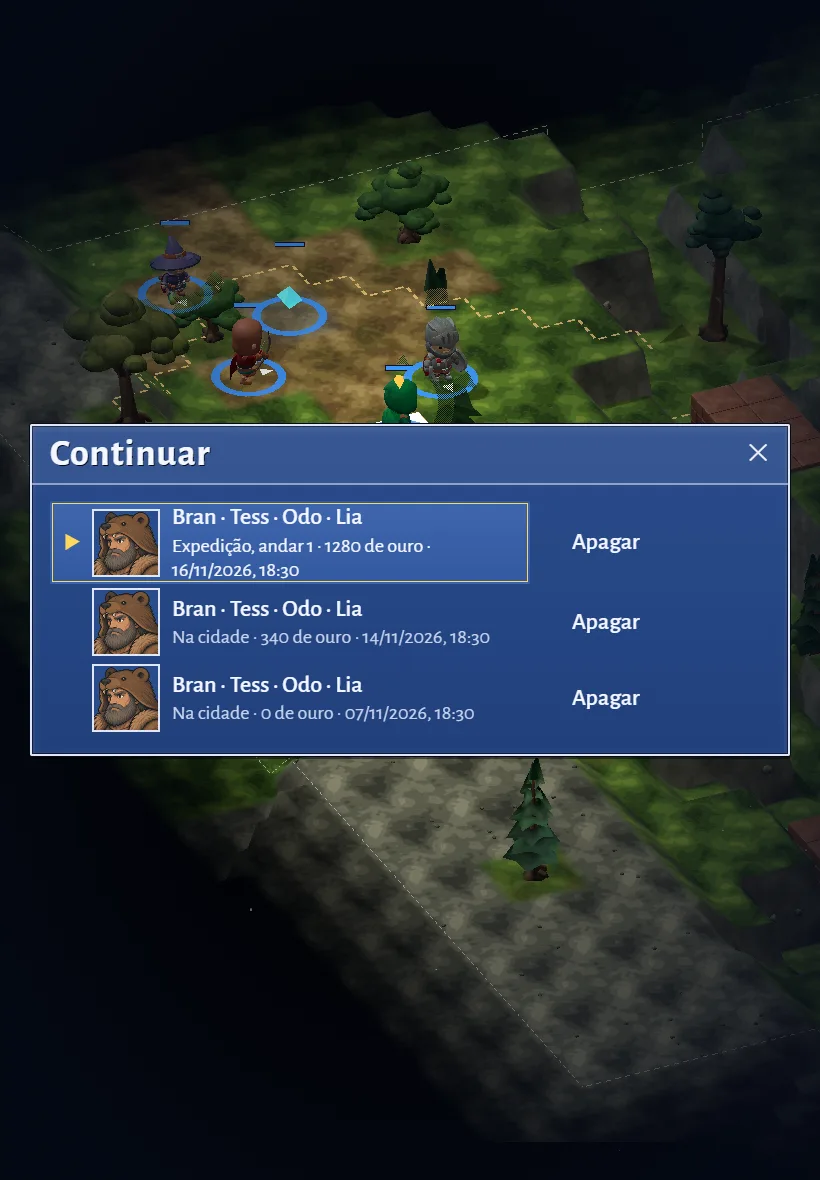 Continuar
Bran · Tess · Odo · Lia
Expedição, andar 1 · 1280 de ouro ·
16/11/2026, 18:30
Apagar
Bran · Tess · Odo · Lia
Na cidade · 340 de ouro · 14/11/2026, 18:30
Apagar
Bran · Tess · Odo · Lia
Na cidade · 0 de ouro · 07/11/2026, 18:30
Apagar